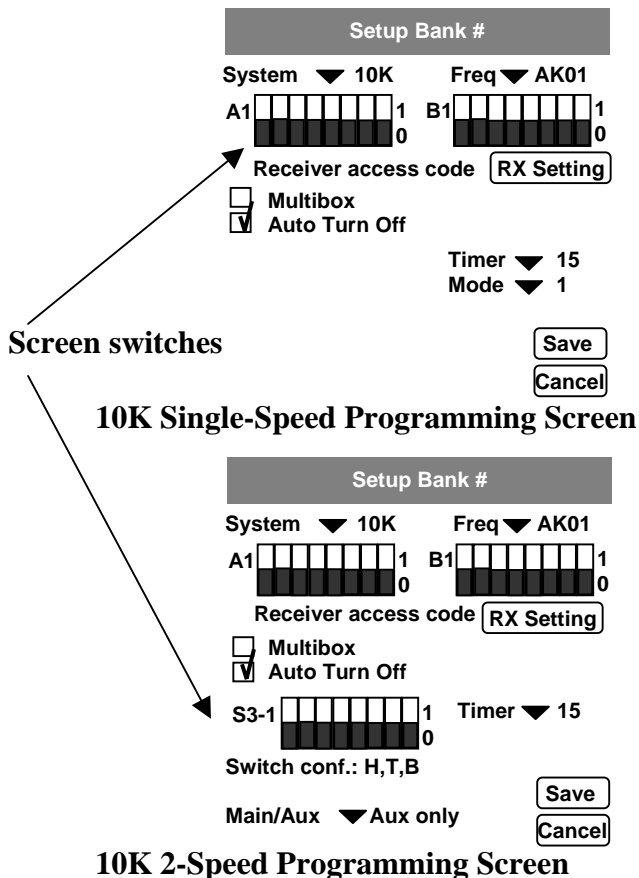 Setup Bank #
System 10K Freq AK01
A1 1 B1 1
0 0
Receiver access code RX Setting
Multibox
Auto Turn Off
Timer 15
Mode 1
Screen switches
Save
Cancel
10K Single-Speed Programming Screen
Setup Bank #
System 10K Freq AK01
A1 1 B1 1
0 0
Receiver access code RX Setting
Multibox
Auto Turn Off
S3-1 1 Timer 15
0
Switch conf.: H,T,B
Save
Main/Aux Aux only
Cancel
10K 2-Speed Programming Screen